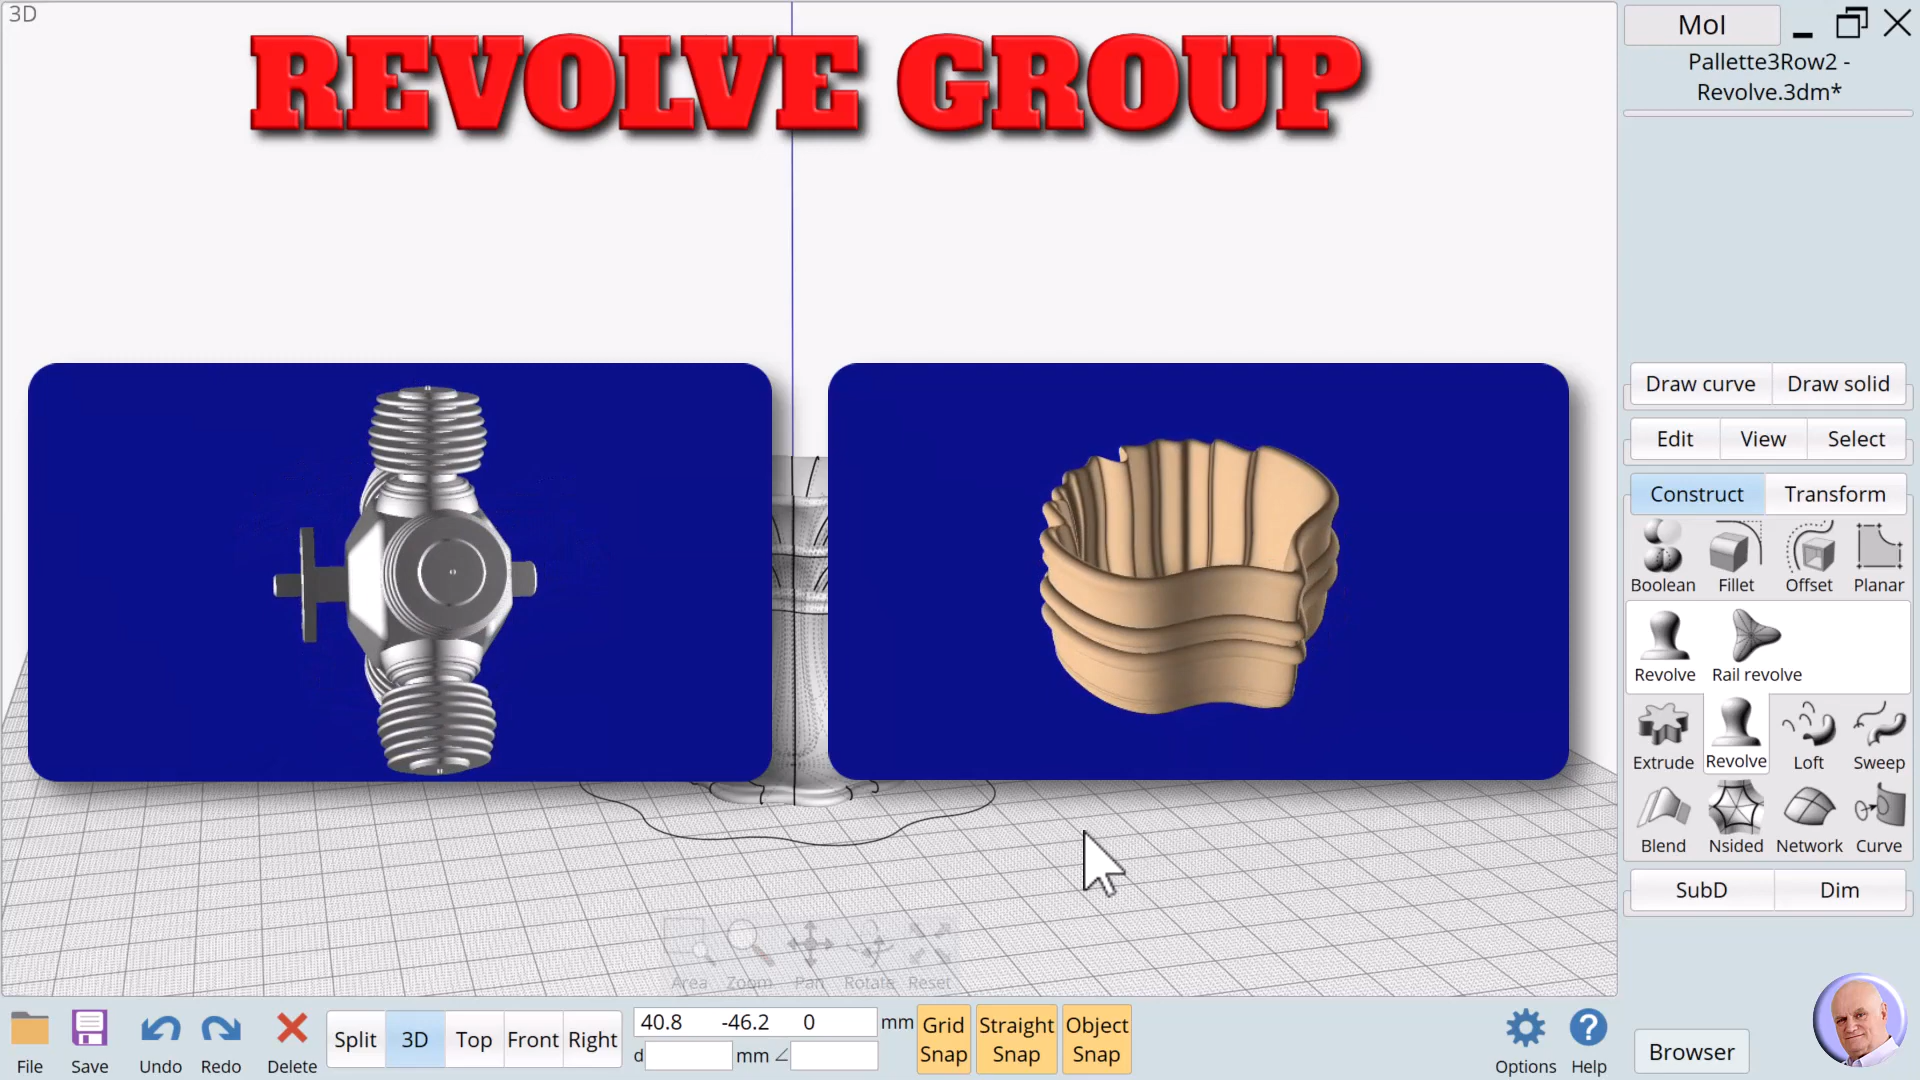 3D
REVOLVE GROUP
MoI
Pallette3Row2 -
Revolve.3dm*
Draw curve Draw solid
Edit View Select
Construct Transform
Boolean Fillet Offset Planar
Revolve Rail revolve
Extrude Revolve Loft Sweep
Blend Nsided Network Curve
SubD Dim
Area Zoom Pan Rotate Reset
File Save Undo Redo Delete
Split 3D Top Front Right
40.8 -46.2 0 mm
d mm
Grid Snap
Straight Snap
Object Snap
Options Help
Browser